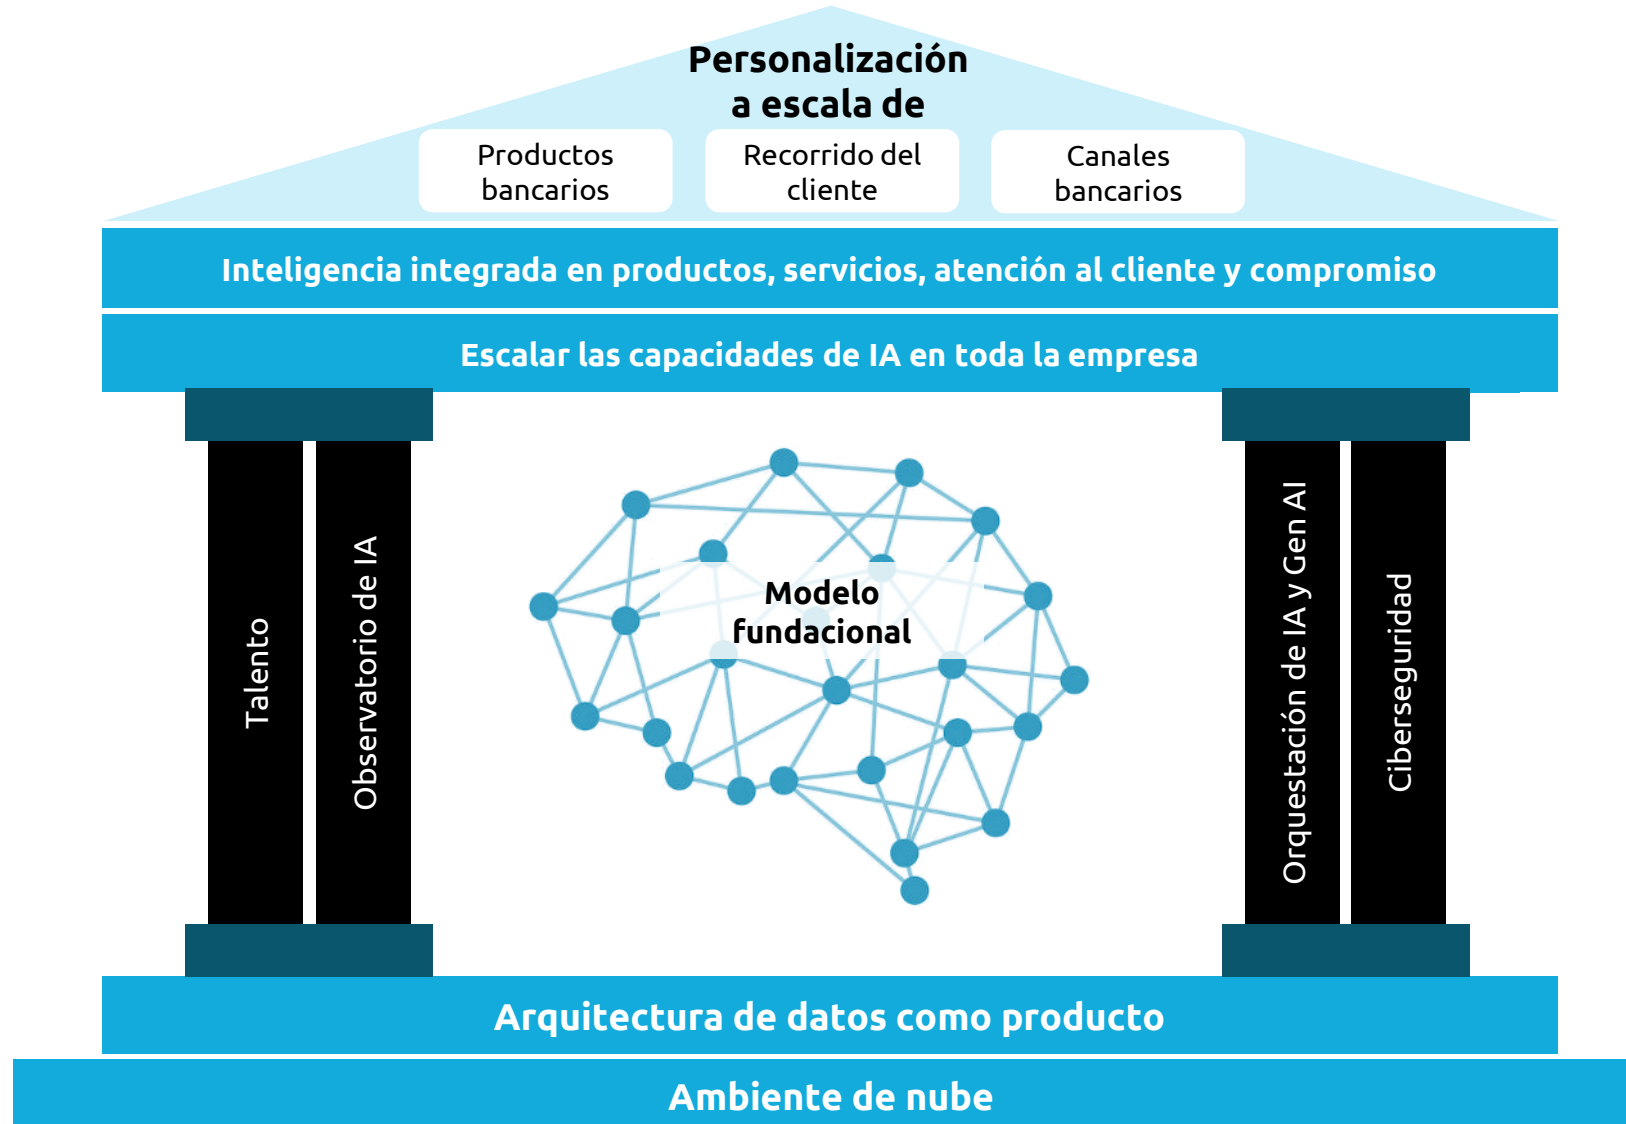 Personalización
a escala de
Productos
bancarios
Recorrido del
cliente
Canales
bancarios
Inteligencia integrada en productos, servicios, atención al cliente y compromiso
Escalar las capacidades de IA en toda la empresa
Talento
Observatorio de IA
Modelo
fundacional
Orquestación de IA y Gen AI
Ciberseguridad
Arquitectura de datos como producto
Ambiente de nube